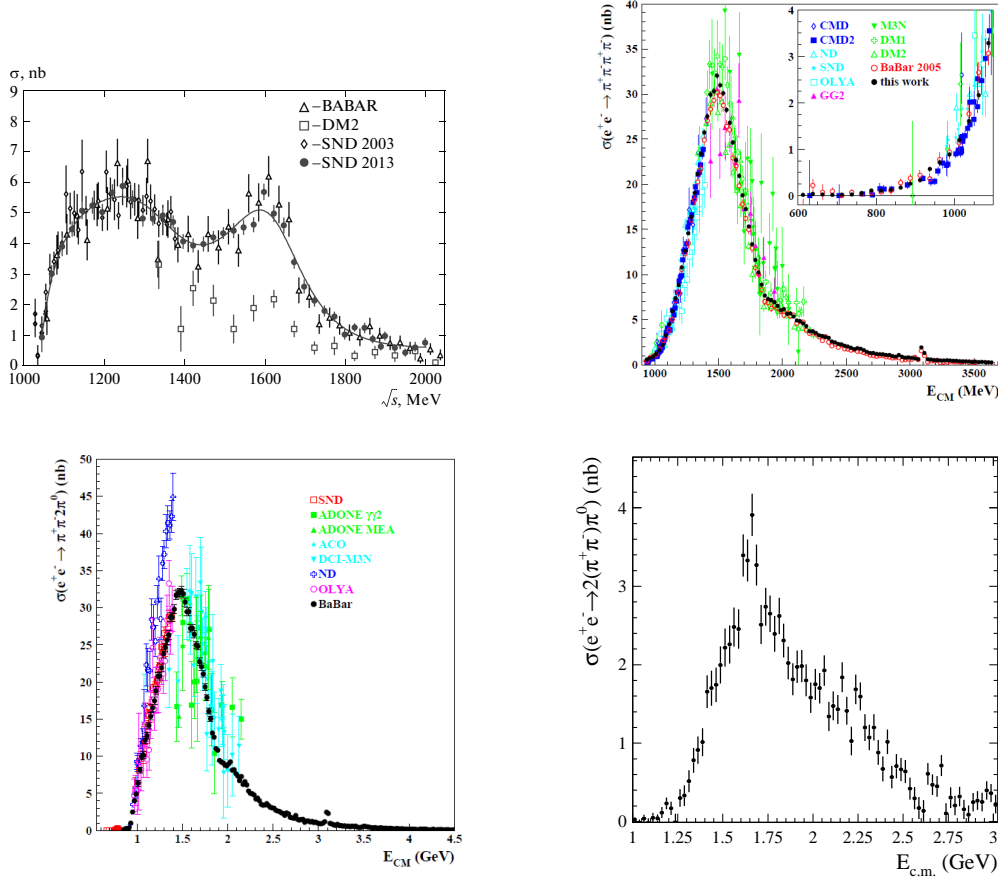 σ, nb
9
8
7
6
5
4
3
2
1
0
1000 1200 1400 1600 1800 2000
√s, MeV
–BABAR
–DM2
–SND 2003
–SND 2013
σ(e⁺e⁻ → π⁺π⁻π⁺π⁻) (nb)
40
35
30
25
20
15
10
5
0
1000 1500 2000 2500 3000 3500
E_CM (MeV)
CMD
CMD2
ND
SND
OLYA
GG2
M3N
DM1
DM2
BaBar 2005
this work
4
3
2
1
0
600 800 1000
σ(e⁺e⁻ → π⁺π⁻2π⁰) (nb)
50
45
40
35
30
25
20
15
10
5
0
1 1.5 2 2.5 3 3.5 4 4.5
E_CM (GeV)
SND
ADONE γγ2
ADONE MEA
ACO
DCI-M3N
ND
OLYA
BaBar
σ(e⁺e⁻→2(π⁺π⁻)π⁰) (nb)
4
3
2
1
0
1 1.25 1.5 1.75 2 2.25 2.5 2.75 3
E_c.m. (GeV)